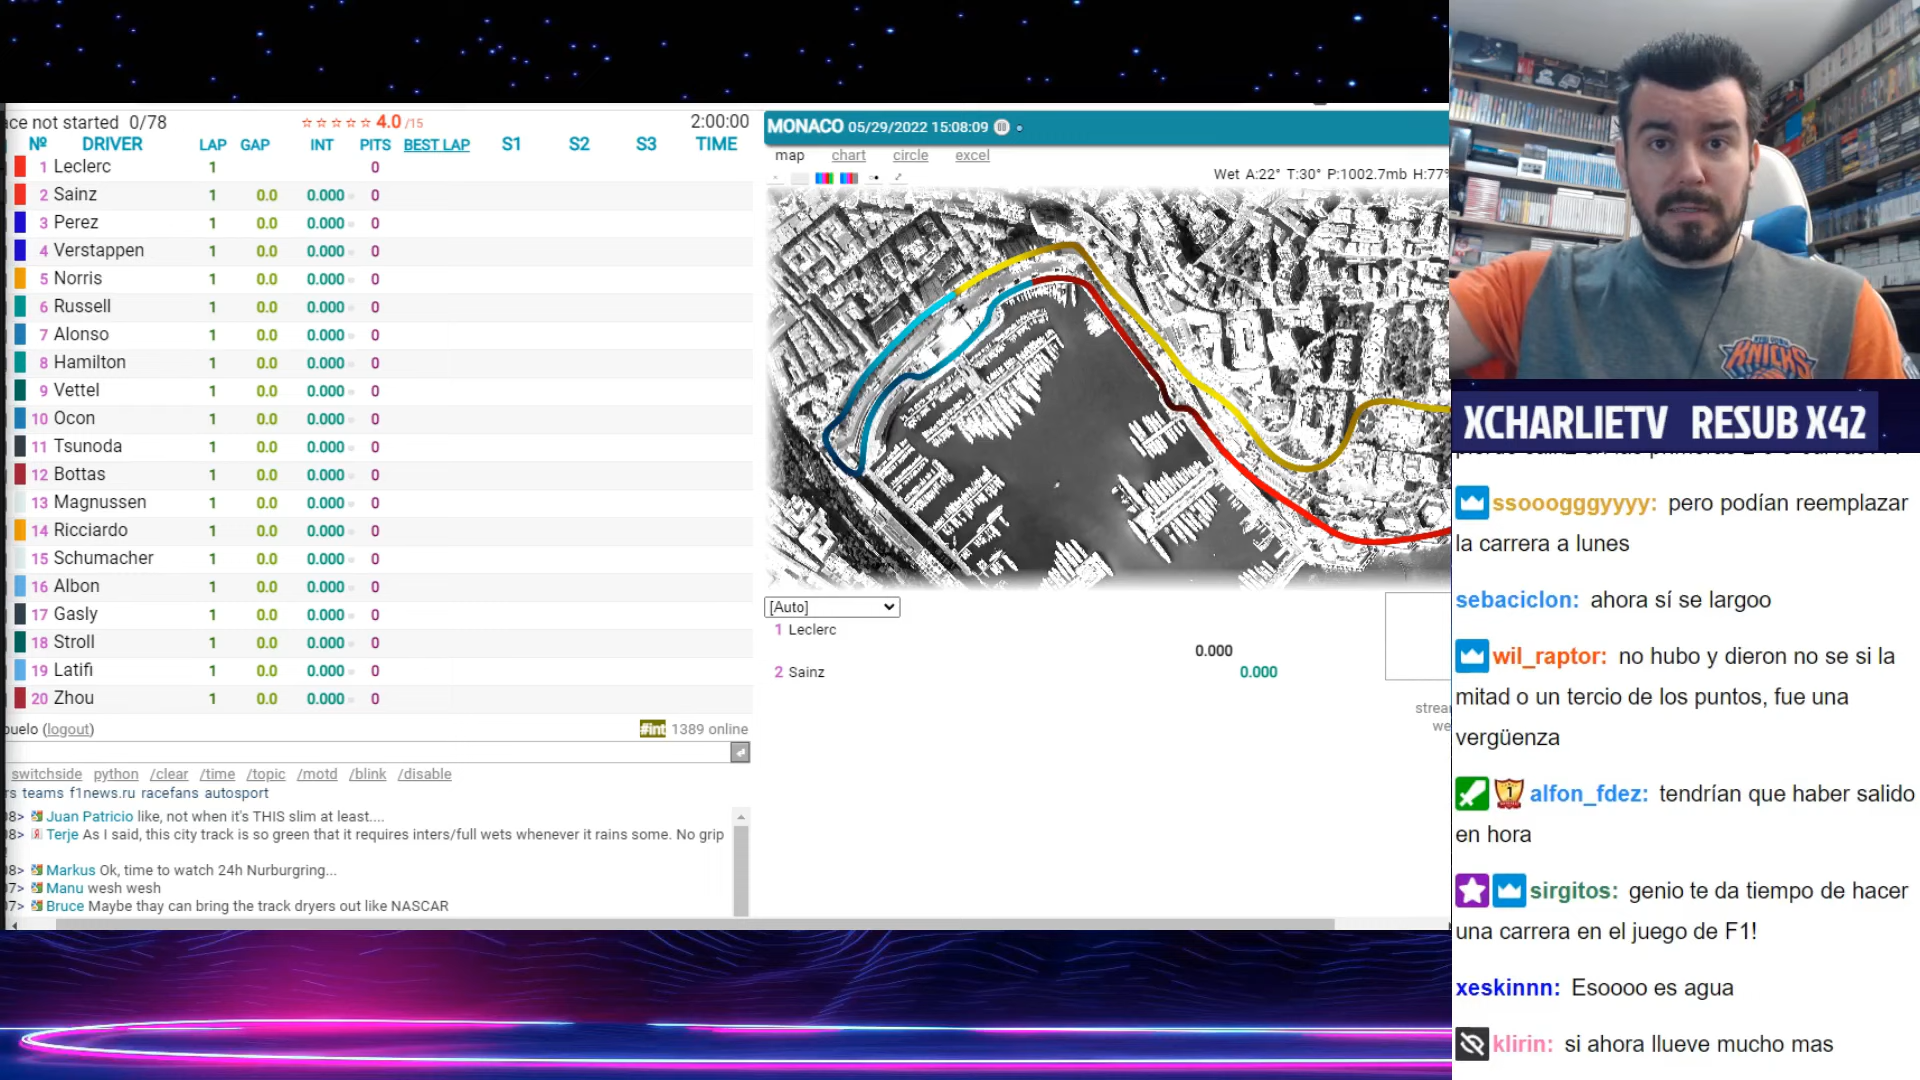 ce not started 0/78
☆☆☆☆☆ 4.0 /15
2:00:00
Nº DRIVER LAP GAP INT PITS BEST LAP S1 S2 S3 TIME
1 Leclerc 1 0
2 Sainz 1 0.0 0.000 0
3 Perez 1 0.0 0.000 0
4 Verstappen 1 0.0 0.000 0
5 Norris 1 0.0 0.000 0
6 Russell 1 0.0 0.000 0
7 Alonso 1 0.0 0.000 0
8 Hamilton 1 0.0 0.000 0
9 Vettel 1 0.0 0.000 0
10 Ocon 1 0.0 0.000 0
11 Tsunoda 1 0.0 0.000 0
12 Bottas 1 0.0 0.000 0
13 Magnussen 1 0.0 0.000 0
14 Ricciardo 1 0.0 0.000 0
15 Schumacher 1 0.0 0.000 0
16 Albon 1 0.0 0.000 0
17 Gasly 1 0.0 0.000 0
18 Stroll 1 0.0 0.000 0
19 Latifi 1 0.0 0.000 0
20 Zhou 1 0.0 0.000 0
uelo (logout)
#int 1389 online
switchside python /clear /time /topic /motd /blink /disable
rs teams f1news.ru racefans autosport
8> Juan Patricio like, not when it's THIS slim at least....
8> Terje As I said, this city track is so green that it requires inters/full wets whenever it rains some. No grip
!
8> Markus Ok, time to watch 24h Nurburgring...
7> Manu wesh wesh
7> Bruce Maybe thay can bring the track dryers out like NASCAR
MONACO 05/29/2022 15:08:09
map chart circle excel
Wet A:22° T:30° P:1002.7mb H:77°
[Auto]
1 Leclerc
0.000
2 Sainz
0.000
strea
we
KNICKS
XCHARLIETV RESUB X42
ssooogggyyyy: pero podían reemplazar
la carrera a lunes
sebaciclon: ahora sí se largoo
wil_raptor: no hubo y dieron no se si la
mitad o un tercio de los puntos, fue una
vergüenza
alfon_fdez: tendrían que haber salido
en hora
sirgitos: genio te da tiempo de hacer
una carrera en el juego de F1!
xeskinnn: Esoooo es agua
klirin: si ahora llueve mucho mas